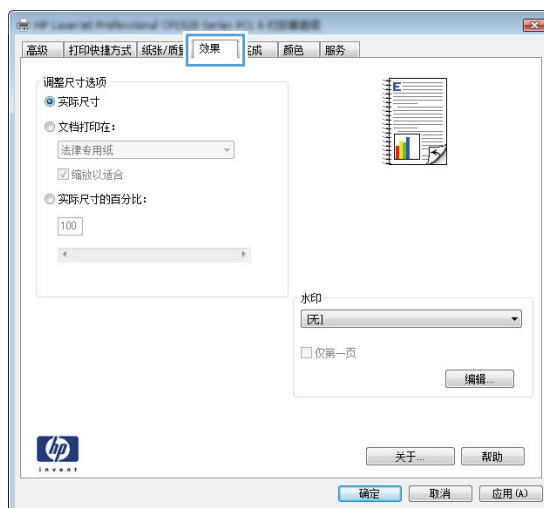 高级 打印快捷方式 纸张/质 效果 成 颜色 服务
调整尺寸选项
实际尺寸
文档打印在：
法律专用纸
缩放以适合
实际尺寸的百分比：
100
E
水印
[无]
仅第一页
编辑...
hp
invent
关于... 帮助
确定 取消 应用(A)